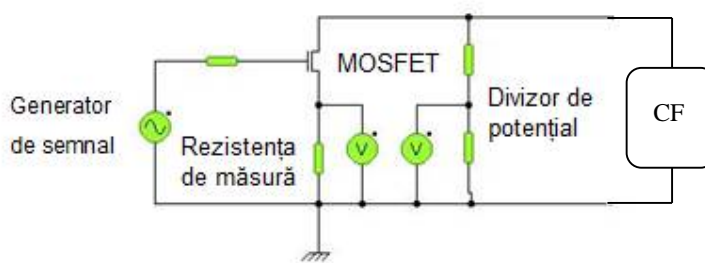 MOSFET
Generator
de semnal
Rezistența
de măsură
V
V
Divizor de
potențial
CF